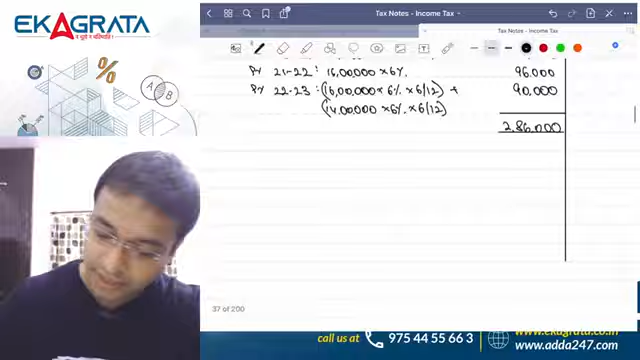 EKAGRATA
Tax Notes - Income Tax
Tax Notes - Income Tax
PY 21-22 : 16,00,000 × 6%. 96,000
PY 22-23 : (16,00,000 × 6% × 6/12) + 90,000
(14,00,000 × 6% × 6/12)
2,86,000
37 of 200
call us at 975 44 55 66 3
www.ekagrata.co.in
www.adda247.com
%
A
B